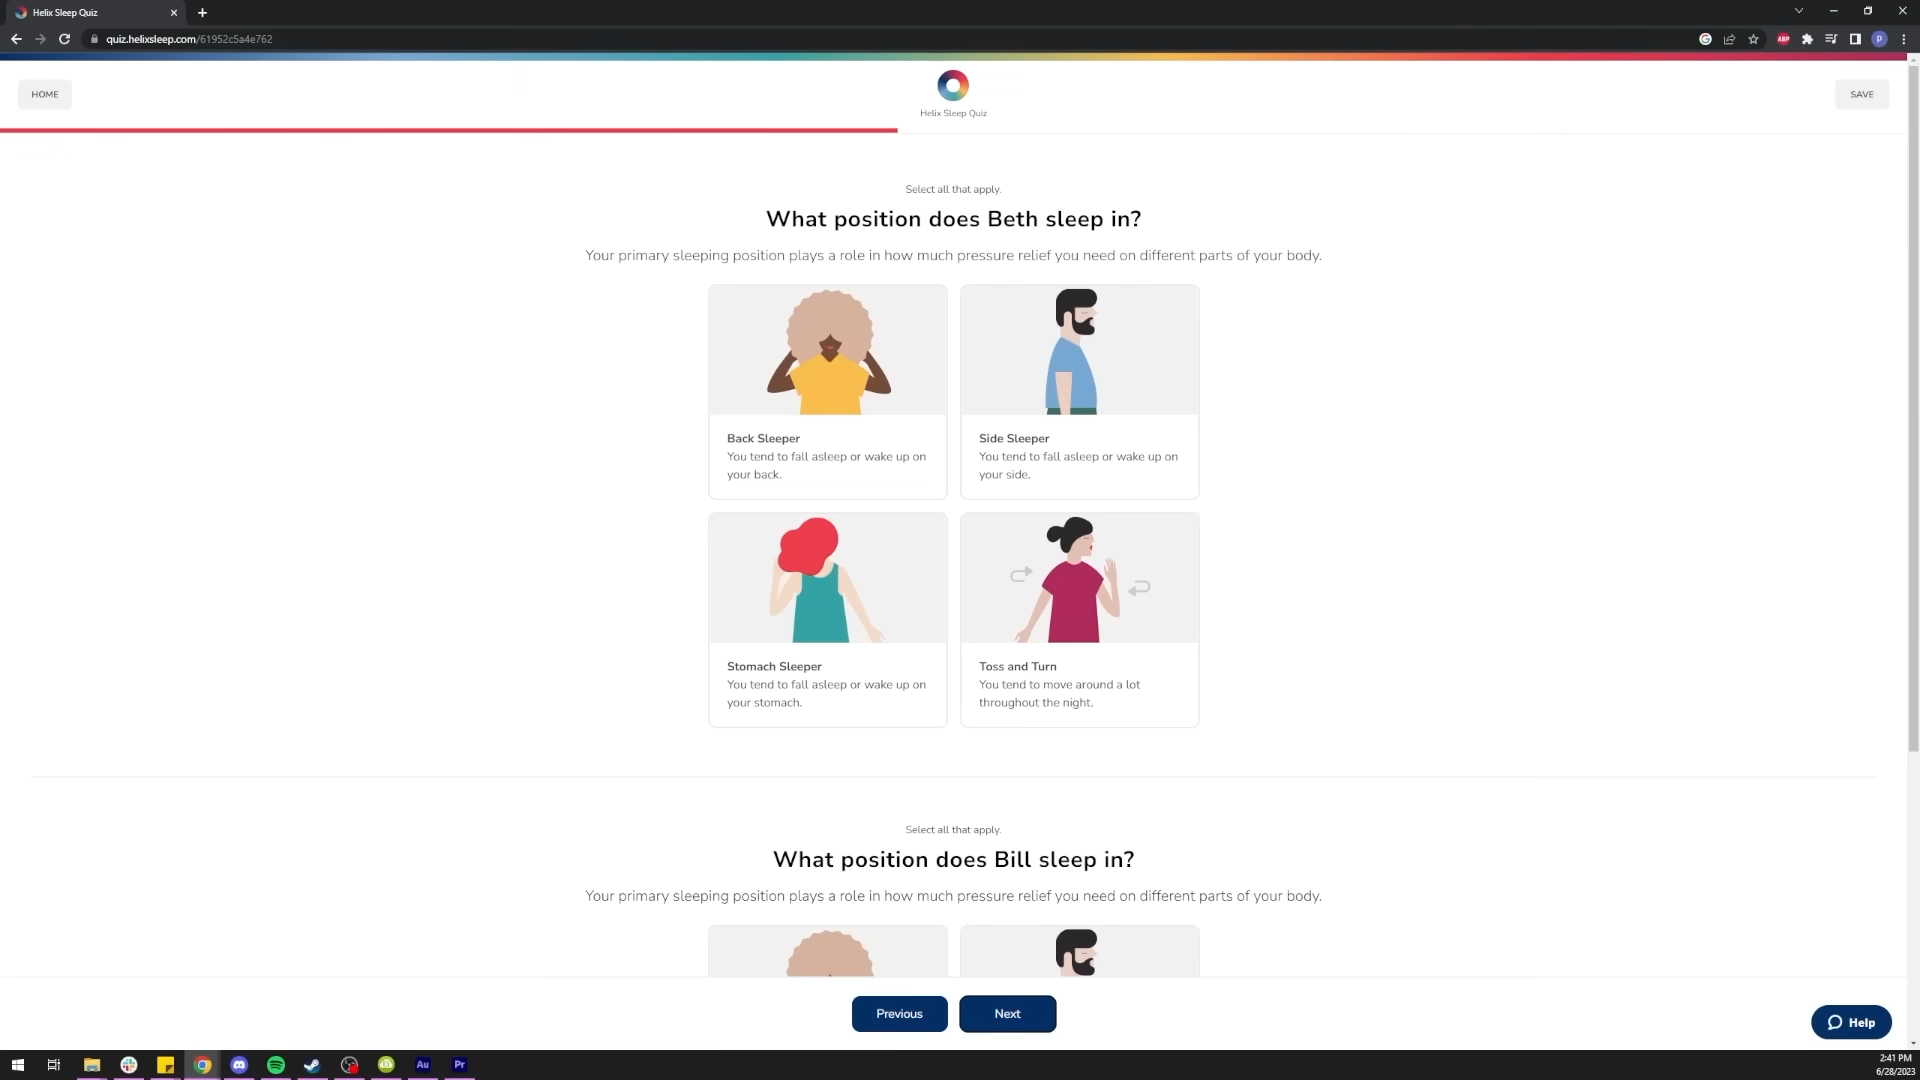 Helix Sleep Quiz
quiz.helixsleep.com/61952c5a4e762
ABP
P
HOME
Helix Sleep Quiz
SAVE
Select all that apply.
What position does Beth sleep in?
Your primary sleeping position plays a role in how much pressure relief you need on different parts of your body.
Back Sleeper
You tend to fall asleep or wake up on
your back.
Side Sleeper
You tend to fall asleep or wake up on
your side.
Stomach Sleeper
You tend to fall asleep or wake up on
your stomach.
Toss and Turn
You tend to move around a lot
throughout the night.
Select all that apply.
What position does Bill sleep in?
Your primary sleeping position plays a role in how much pressure relief you need on different parts of your body.
Previous
Next
Help
Au
Pr
2:41 PM
6/28/2023